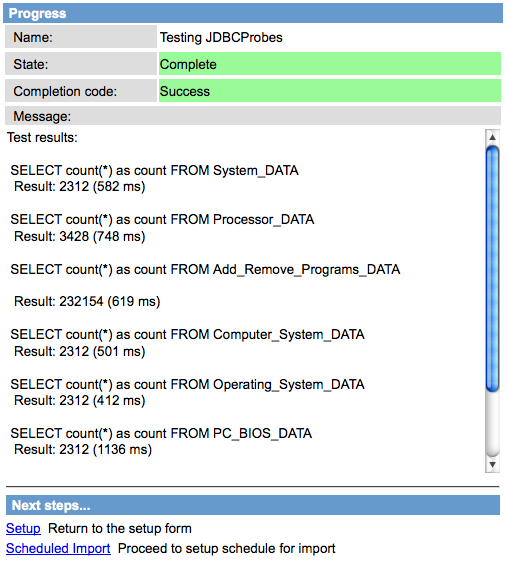 Progress
Name: Testing JDBCProbes
State: Complete
Completion code: Success
Message:
Test results:
SELECT count(*) as count FROM System_DATA
Result: 2312 (582 ms)
SELECT count(*) as count FROM Processor_DATA
Result: 3428 (748 ms)
SELECT count(*) as count FROM Add_Remove_Programs_DATA
Result: 232154 (619 ms)
SELECT count(*) as count FROM Computer_System_DATA
Result: 2312 (501 ms)
SELECT count(*) as count FROM Operating_System_DATA
Result: 2312 (412 ms)
SELECT count(*) as count FROM PC_BIOS_DATA
Result: 2312 (1136 ms)
Next steps...
Setup Return to the setup form
Scheduled Import Proceed to setup schedule for import